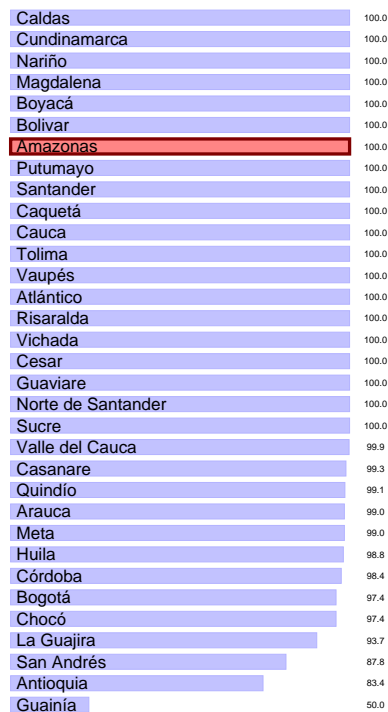 Caldas 100.0
Cundinamarca 100.0
Nariño 100.0
Magdalena 100.0
Boyacá 100.0
Bolivar 100.0
Amazonas 100.0
Putumayo 100.0
Santander 100.0
Caquetá 100.0
Cauca 100.0
Tolima 100.0
Vaupés 100.0
Atlántico 100.0
Risaralda 100.0
Vichada 100.0
Cesar 100.0
Guaviare 100.0
Norte de Santander 100.0
Sucre 100.0
Valle del Cauca 99.9
Casanare 99.3
Quindío 99.1
Arauca 99.0
Meta 99.0
Huila 98.8
Córdoba 98.4
Bogotá 97.4
Chocó 97.4
La Guajira 93.7
San Andrés 87.8
Antioquia 83.4
Guainía 50.0